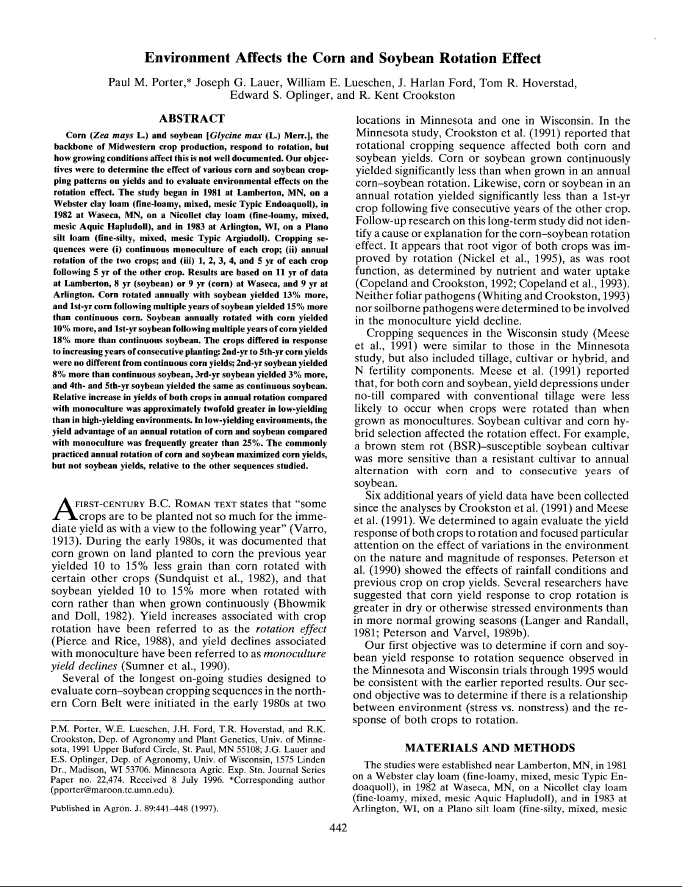 Environment Affects the Corn and Soybean Rotation Effect
Paul M. Porter,* Joseph G. Lauer, William E. Lueschen, J. Harlan Ford, Tom R. Hoverstad,
Edward S. Oplinger, and R. Kent Crookston
ABSTRACT
Corn (Zea mays L.) and soybean [Glycine max (L.) Merr.], the
backbone of Midwestern crop production, respond to rotation, but
how growing conditions affect this is not well documented. Our objec-
tives were to determine the effect of various corn and soybean crop-
ping patterns on yields and to evaluate environmental effects on the
rotation effect. The study began in 1981 at Lamberton, MN, on a
Webster clay loam (fine-loamy, mixed, mesic Typic Endoaquoll), in
1982 at Waseca, MN, on a Nicollet clay loam (fine-loamy, mixed,
mesic Aquic Hapludoll), and in 1983 at Arlington, WI, on a Plano
silt loam (fine-silty, mixed, mesic Typic Argiudoll). Cropping se-
quences were (i) continuous monoculture of each crop; (ii) annual
rotation of the two crops; and (iii) 1, 2, 3, 4, and 5 yr of each crop
following 5 yr of the other crop. Results are based on 11 yr of data
at Lamberton, 8 yr (soybean) or 9 yr (corn) at Waseca, and 9 yr at
Arlington. Corn rotated annually with soybean yielded 13% more,
and 1st-yr corn following multiple years of soybean yielded 15% more
than continuous corn. Soybean annually rotated with corn yielded
10% more, and 1st-yr soybean following multiple years of corn yielded
18% more than continuous soybean. The crops differed in response
to increasing years of consecutive planting: 2nd-yr to 5th-yr corn yields
were no different from continuous corn yields; 2nd-yr soybean yielded
8% more than continuous soybean, 3rd-yr soybean yielded 3% more,
and 4th- and 5th-yr soybean yielded the same as continuous soybean.
Relative increase in yields of both crops in annual rotation compared
with monoculture was approximately twofold greater in low-yielding
than in high-yielding environments. In low-yielding environments, the
yield advantage of an annual rotation of corn and soybean compared
with monoculture was frequently greater than 25%. The commonly
practiced annual rotation of corn and soybean maximized corn yields,
but not soybean yields, relative to the other sequences studied.
A FIRST-CENTURY B.C. ROMAN TEXT states that “some
crops are to be planted not so much for the imme-
diate yield as with a view to the following year” (Varro,
1913). During the early 1980s, it was documented that
corn grown on land planted to corn the previous year
yielded 10 to 15% less grain than corn rotated with
certain other crops (Sundquist et al., 1982), and that
soybean yielded 10 to 15% more when rotated with
corn rather than when grown continuously (Bhowmik
and Doll, 1982). Yield increases associated with crop
rotation have been referred to as the rotation effect
(Pierce and Rice, 1988), and yield declines associated
with monoculture have been referred to as monoculture
yield declines (Sumner et al., 1990).
Several of the longest on-going studies designed to
evaluate corn–soybean cropping sequences in the north-
ern Corn Belt were initiated in the early 1980s at two
P.M. Porter, W.E. Lueschen, J.H. Ford, T.R. Hoverstad, and R.K.
Crookston, Dep. of Agronomy and Plant Genetics, Univ. of Minne-
sota, 1991 Upper Buford Circle, St. Paul, MN 55108; J.G. Lauer and
E.S. Oplinger, Dep. of Agronomy, Univ. of Wisconsin, 1575 Linden
Dr., Madison, WI 53706. Minnesota Agric. Exp. Stn. Journal Series
Paper no. 22,474. Received 8 July 1996. *Corresponding author
(pporter@maroon.tc.umn.edu).
Published in Agron. J. 89:441–448 (1997).
locations in Minnesota and one in Wisconsin. In the
Minnesota study, Crookston et al. (1991) reported that
rotational cropping sequence affected both corn and
soybean yields. Corn or soybean grown continuously
yielded significantly less than when grown in an annual
corn–soybean rotation. Likewise, corn or soybean in an
annual rotation yielded significantly less than a 1st-yr
crop following five consecutive years of the other crop.
Follow-up research on this long-term study did not iden-
tify a cause or explanation for the corn–soybean rotation
effect. It appears that root vigor of both crops was im-
proved by rotation (Nickel et al., 1995), as was root
function, as determined by nutrient and water uptake
(Copeland and Crookston, 1992; Copeland et al., 1993).
Neither foliar pathogens (Whiting and Crookston, 1993)
nor soilborne pathogens were determined to be involved
in the monoculture yield decline.
Cropping sequences in the Wisconsin study (Meese
et al., 1991) were similar to those in the Minnesota
study, but also included tillage, cultivar or hybrid, and
N fertility components. Meese et al. (1991) reported
that, for both corn and soybean, yield depressions under
no-till compared with conventional tillage were less
likely to occur when crops were rotated than when
grown as monocultures. Soybean cultivar and corn hy-
brid selection affected the rotation effect. For example,
a brown stem rot (BSR)–susceptible soybean cultivar
was more sensitive than a resistant cultivar to annual
alternation with corn and to consecutive years of
soybean.
Six additional years of yield data have been collected
since the analyses by Crookston et al. (1991) and Meese
et al. (1991). We determined to again evaluate the yield
response of both crops to rotation and focused particular
attention on the effect of variations in the environment
on the nature and magnitude of responses. Peterson et
al. (1990) showed the effects of rainfall conditions and
previous crop on crop yields. Several researchers have
suggested that corn yield response to crop rotation is
greater in dry or otherwise stressed environments than
in more normal growing seasons (Langer and Randall,
1981; Peterson and Varvel, 1989b).
Our first objective was to determine if corn and soy-
bean yield response to rotation sequence observed in
the Minnesota and Wisconsin trials through 1995 would
be consistent with the earlier reported results. Our sec-
ond objective was to determine if there is a relationship
between environment (stress vs. nonstress) and the re-
sponse of both crops to rotation.
MATERIALS AND METHODS
The studies were established near Lamberton, MN, in 1981
on a Webster clay loam (fine-loamy, mixed, mesic Typic En-
doaquoll), in 1982 at Waseca, MN, on a Nicollet clay loam
(fine-loamy, mixed, mesic Aquic Hapludoll), and in 1983 at
Arlington, WI, on a Plano silt loam (fine-silty, mixed, mesic
442